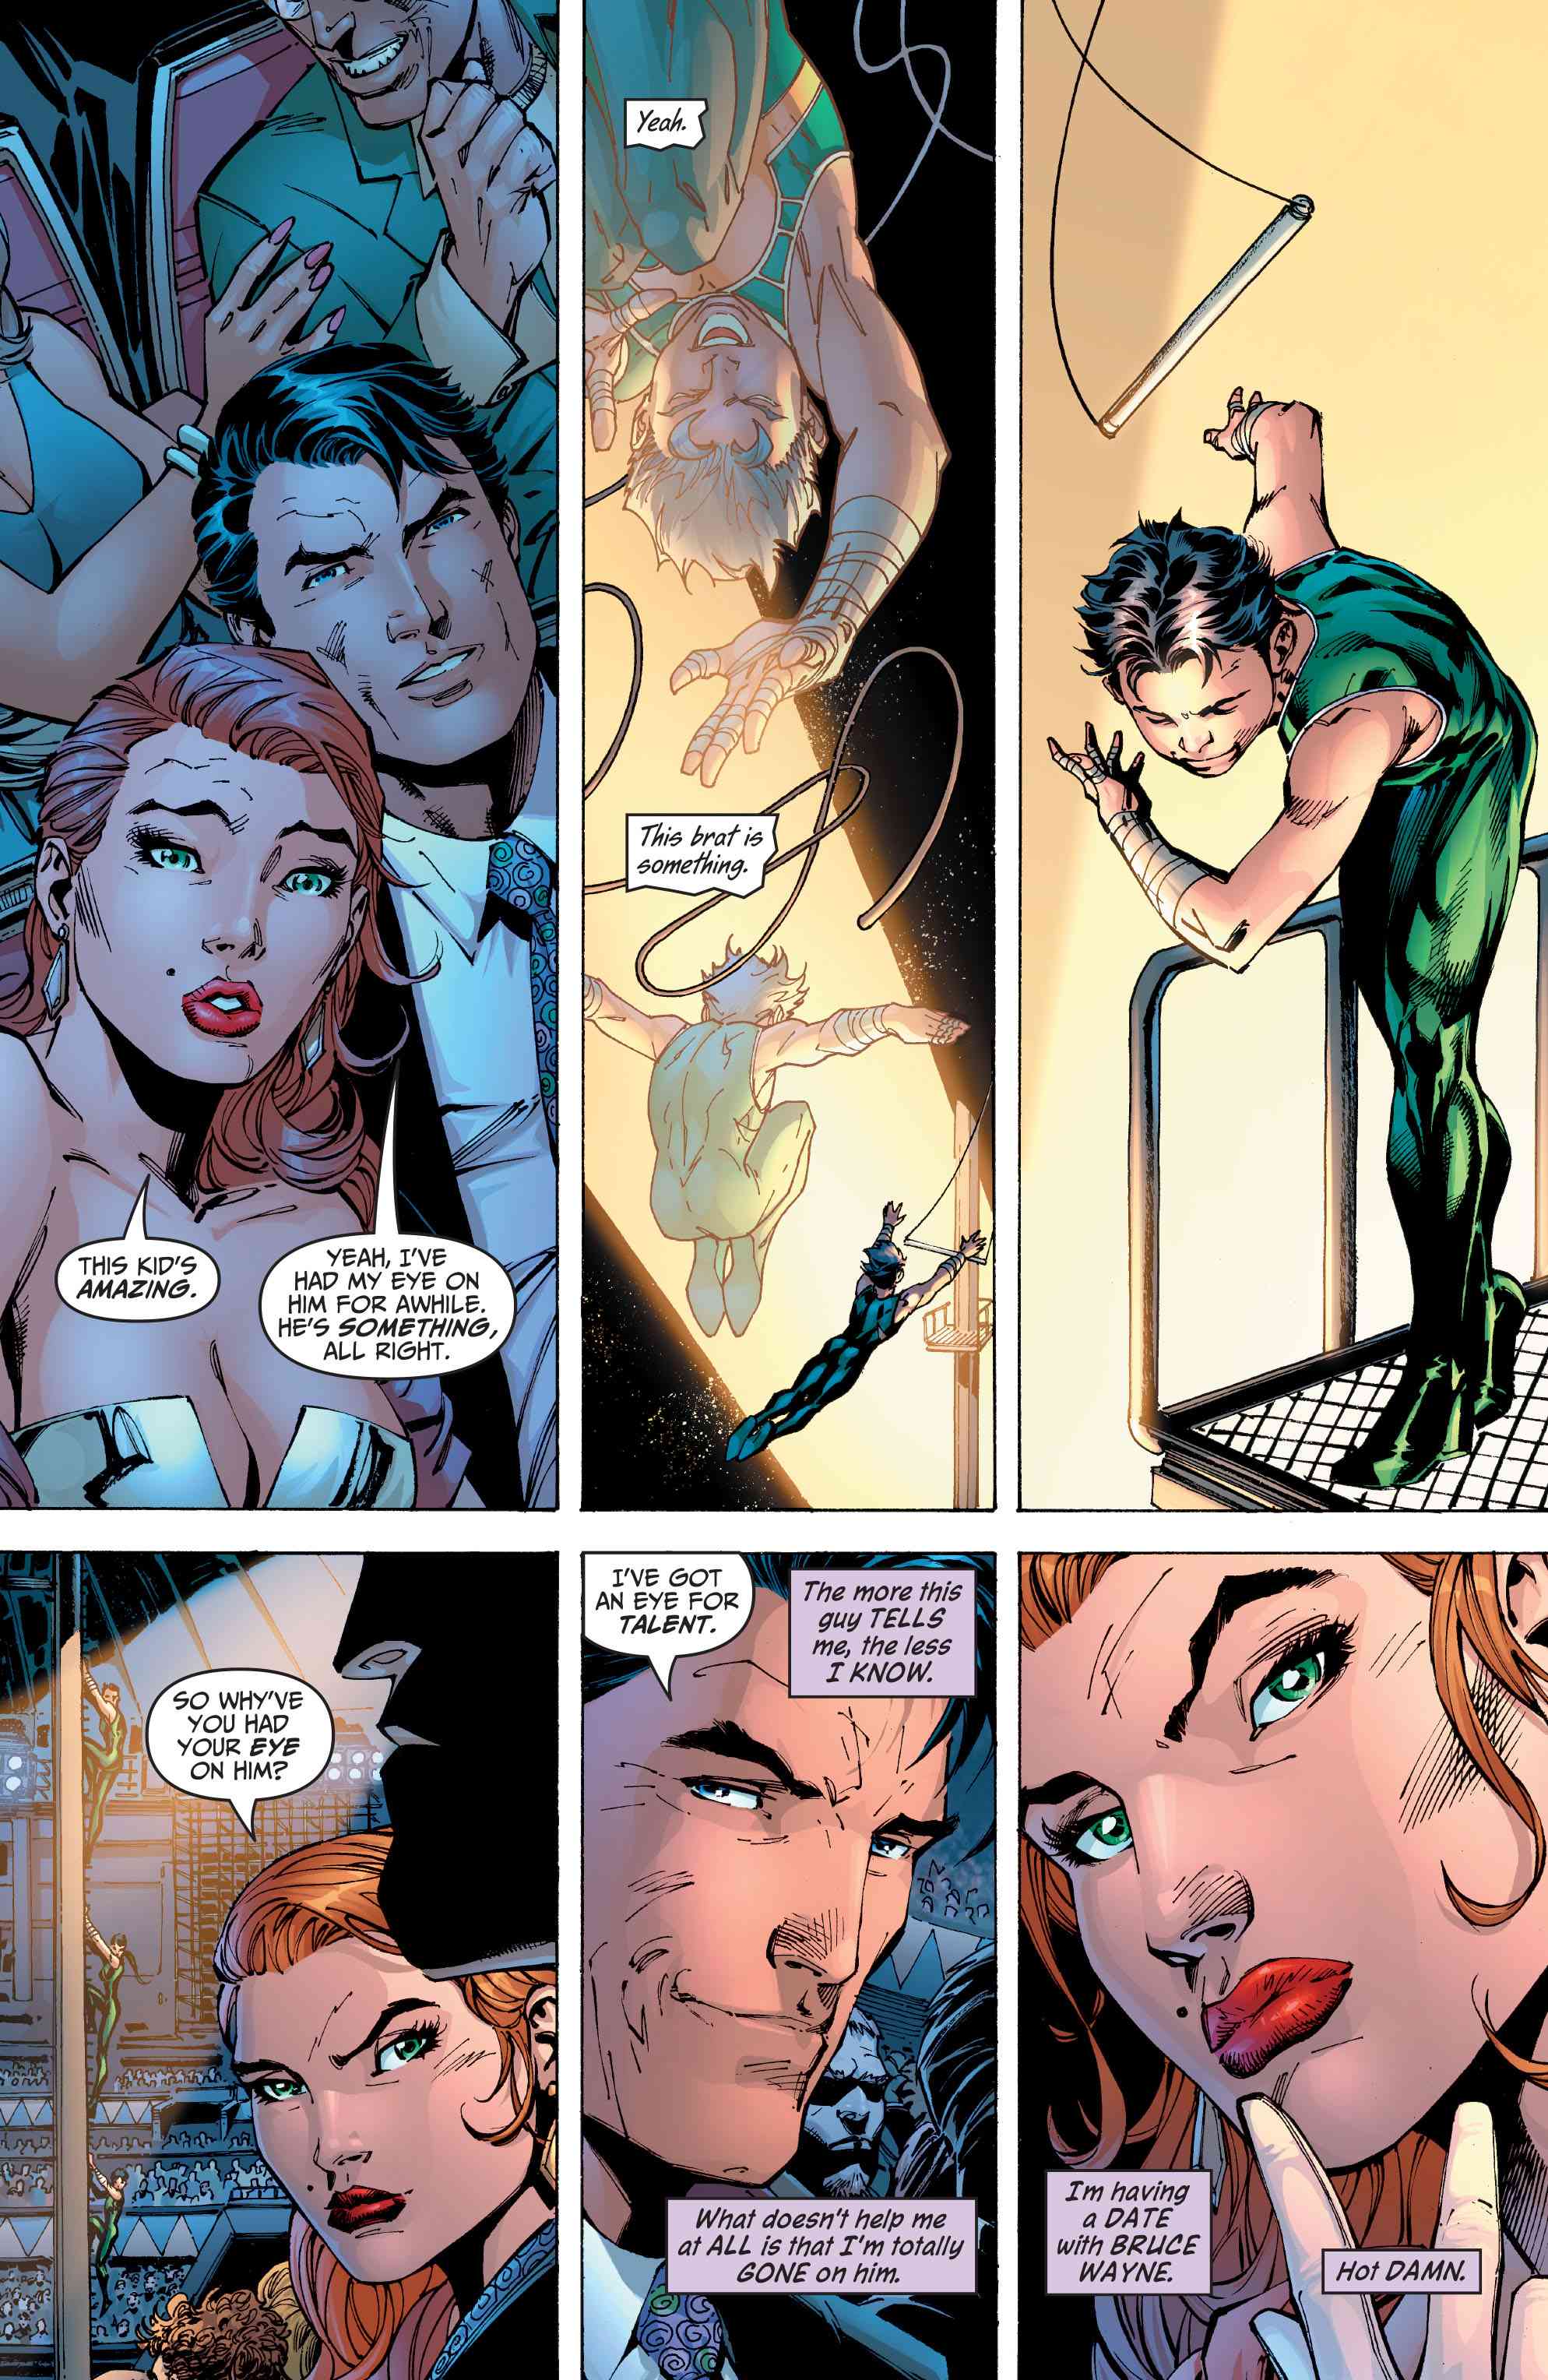 THIS KID'S
AMAZING.
YEAH, I'VE
HAD MY EYE ON
HIM FOR AWHILE.
HE'S SOMETHING,
ALL RIGHT.
Yeah.
This brat is
something.
SO WHY'VE
YOU HAD
YOUR EYE
ON HIM?
I'VE GOT
AN EYE FOR
TALENT.
The more this
guy TELLS
me, the less
I KNOW.
What doesn't help me
at ALL is that I'm totally
GONE on him.
I'm having
a DATE
with BRUCE
WAYNE.
Hot DAMN.